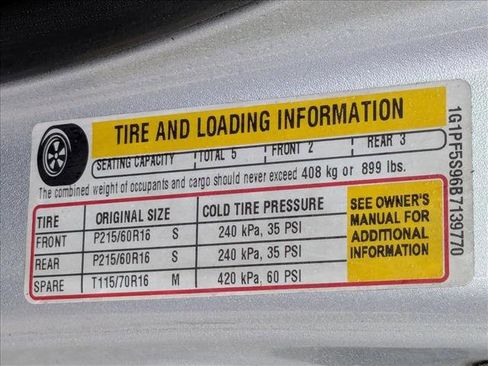 TIRE AND LOADING INFORMATION
SEATING CAPACITY TOTAL 5 FRONT 2 REAR 3
The combined weight of occupants and cargo should never exceed 408 kg or 899 lbs.
TIRE ORIGINAL SIZE COLD TIRE PRESSURE
FRONT P215/60R16 S 240 kPa, 35 PSI
REAR P215/60R16 S 240 kPa, 35 PSI
SPARE T115/70R16 M 420 kPa, 60 PSI
SEE OWNER'S
MANUAL FOR
ADDITIONAL
INFORMATION
1G1PF5S96B7139770